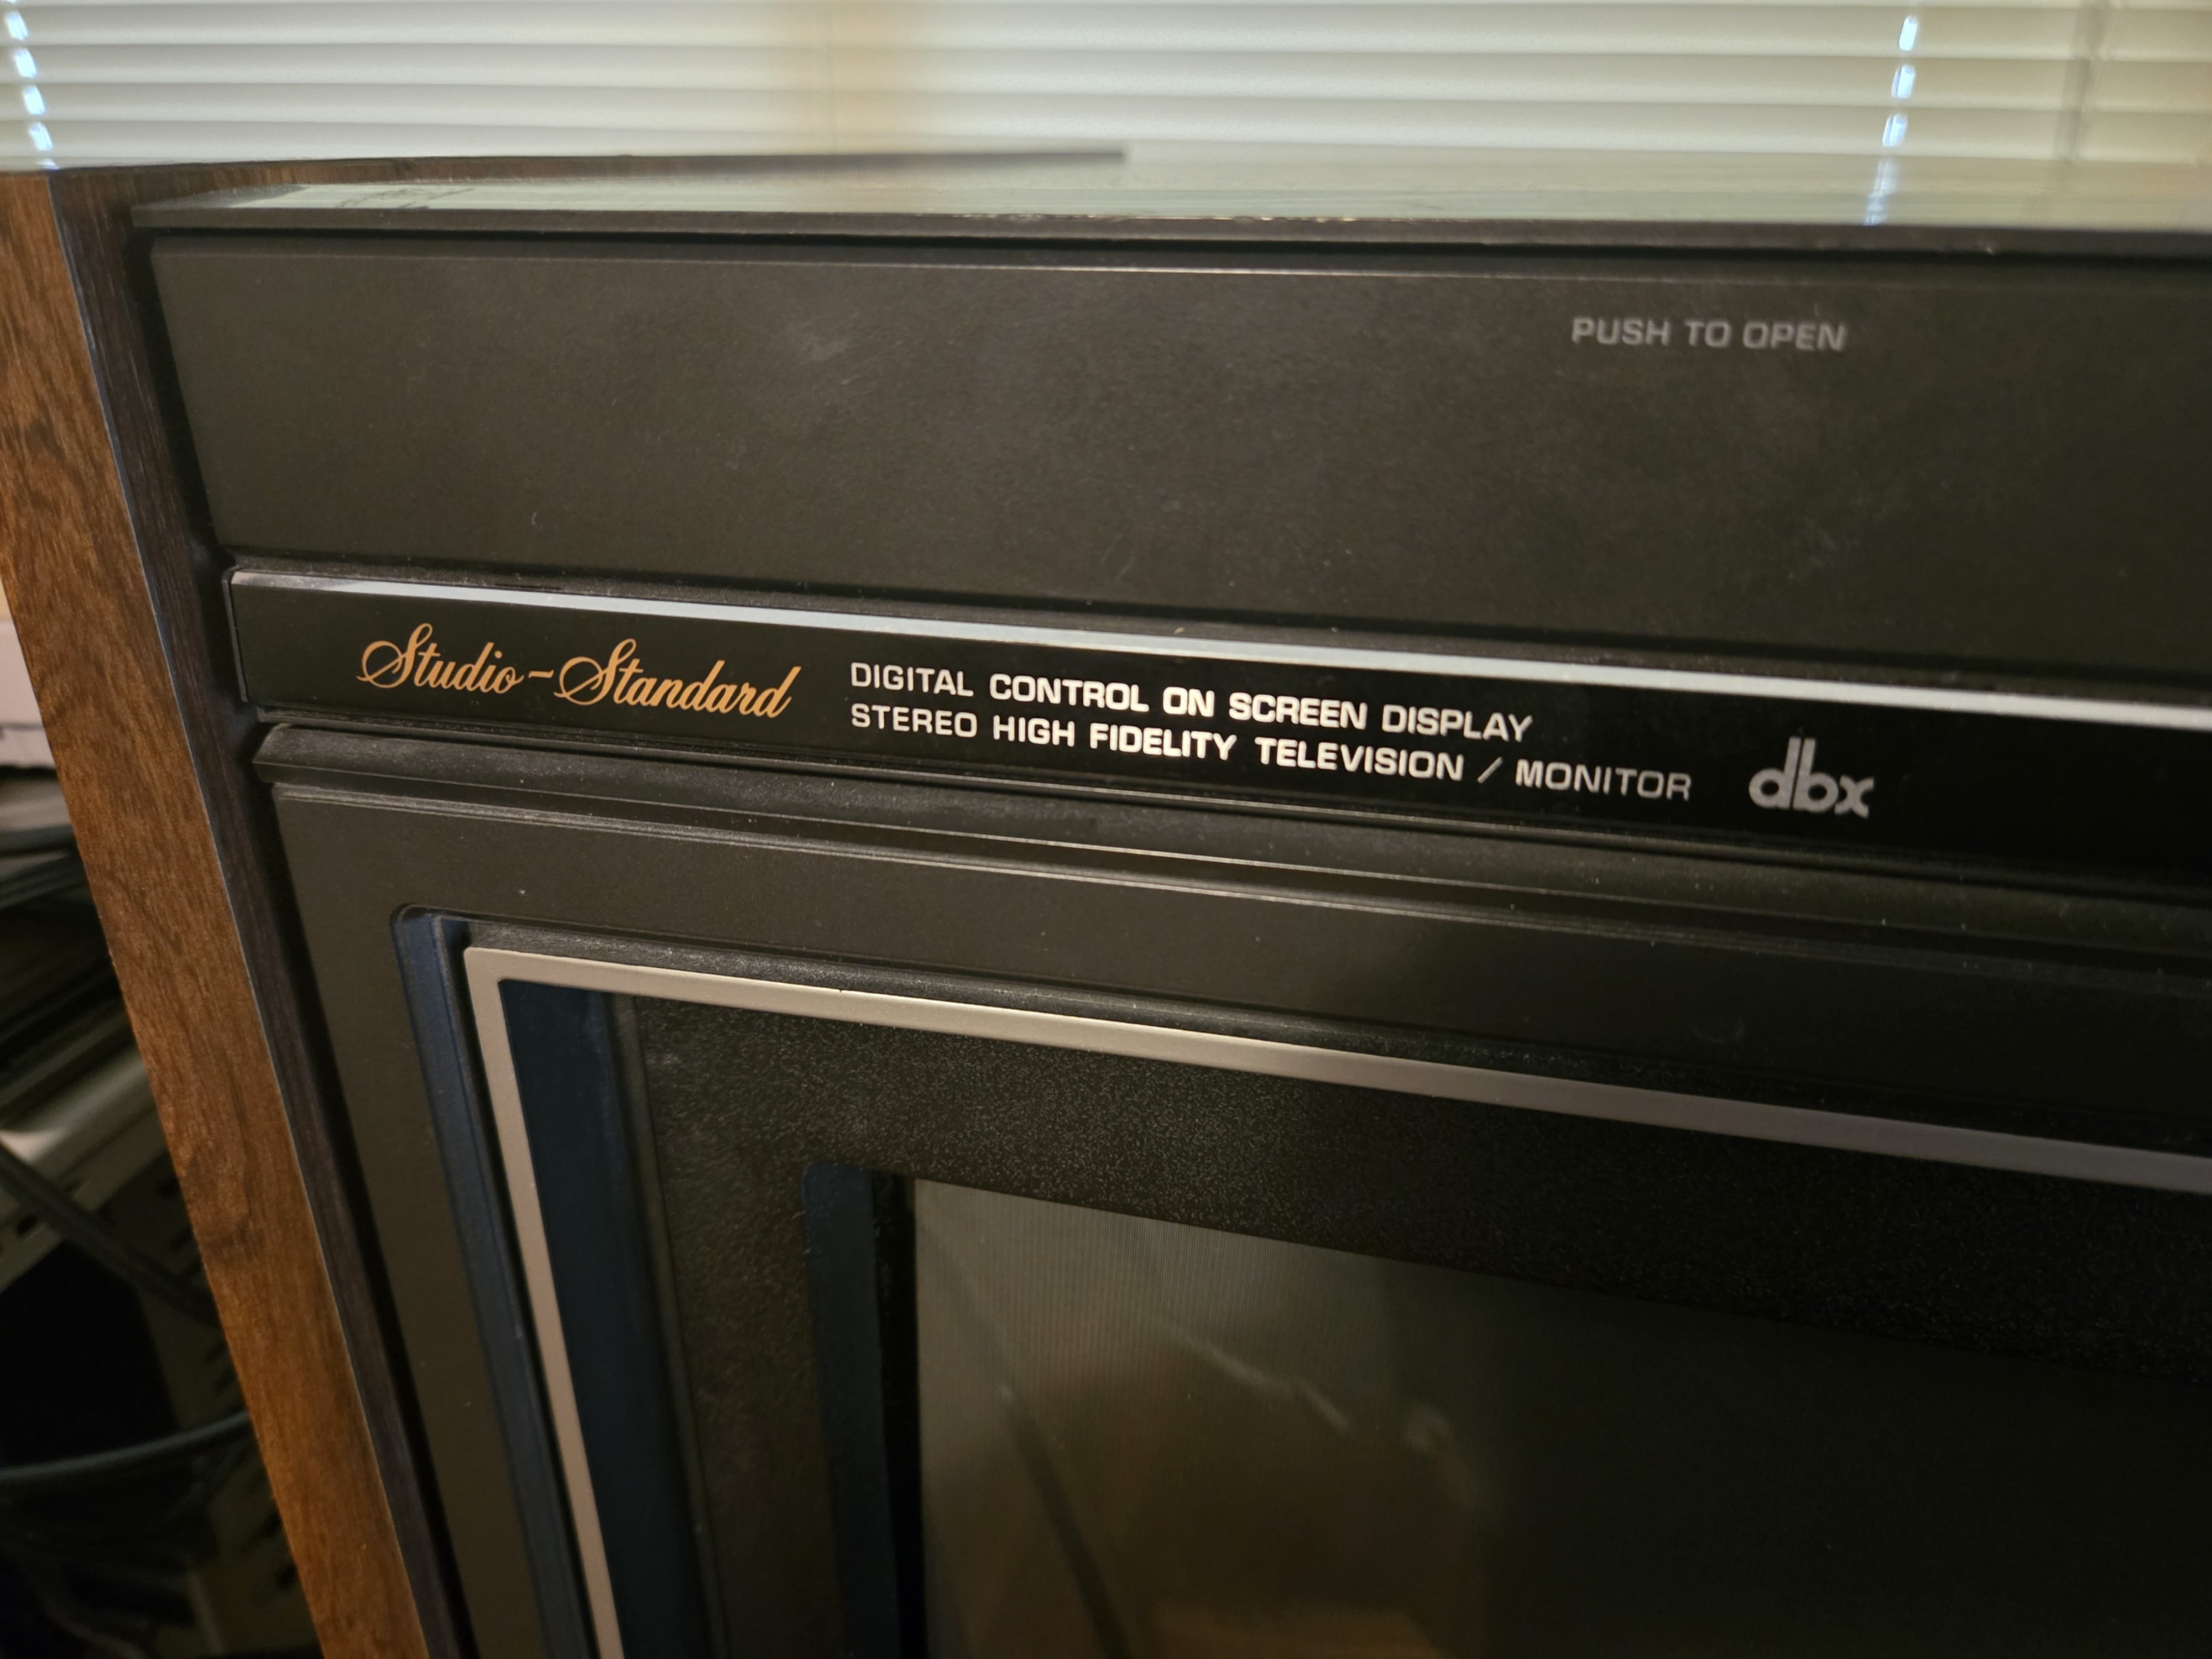 PUSH TO OPEN
Studio-Standard
DIGITAL CONTROL ON SCREEN DISPLAY
STEREO HIGH FIDELITY TELEVISION / MONITOR
dbx